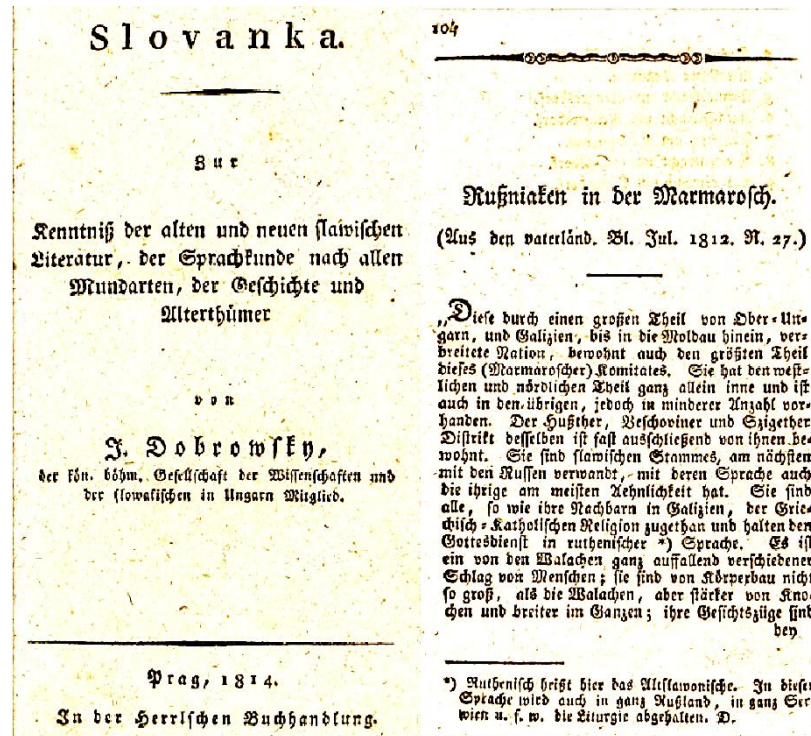 Slovanka.
Zur
Kenntniß der alten und neuen slawischen
Literatur, der Sprachkunde nach allen
Mundarten, der Geschichte und
Alterthümer
von
J. Dobrowsky,
der kön. böhm. Gesellschaft der Wissenschaften und
der slowakischen in Ungarn Mitglied.
Prag, 1814.
In der Herrlschen Buchhandlung.
104
Rußniaken in der Marmarosch.
(Aus den vaterländ. Bl. Jul. 1812. N. 27.)
„Diese durch einen großen Theil von Ober-Un-
garn, und Galizien, bis in die Moldau hinein, ver-
breitete Nation, bewohnt auch den größten Theil
dieses (Marmaroscher) Komitates. Sie hat den west-
lichen und nördlichen Theil ganz allein inne und ist
auch in den übrigen, jedoch in minderer Anzahl vor-
handen. Der Hußther, Veschoviner und Szigether
Distrikt desselben ist fast ausschließend von ihnen be-
wohnt. Sie sind slawischen Stammes, am nächsten
mit den Russen verwandt, mit deren Sprache auch
die ihrige am meisten Aehnlichkeit hat. Sie sind
alle, so wie ihre Nachbarn in Galizien, der Grie-
chisch-Katholischen Religion zugethan und halten den
Gottesdienst in ruthenischer *) Sprache. Es ist
ein von den Walachen ganz auffallend verschiedener
Schlag von Menschen; sie sind von Körperbau nicht
so groß, als die Walachen, aber stärker von Kno-
chen und breiter im Ganzen; ihre Gesichtszüge sind
bey
*) Ruthenisch heißt hier das Altslawonische. In dieser
Sprache wird auch in ganz Rußland, in ganz Ser-
wien u. s. w. die Liturgie abgehalten. D.